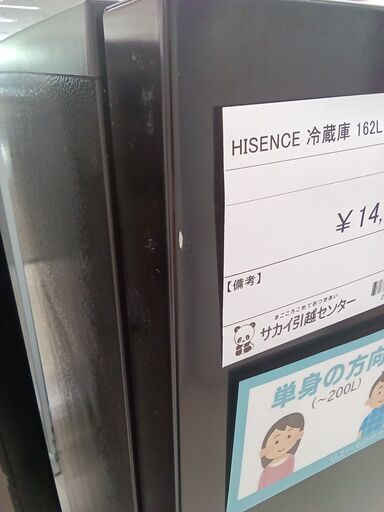 HISENCE 冷蔵庫 162L
¥14,
【備考】
まごころこめておつきあい
サカイ引越センター
単身の方向
(~200L)